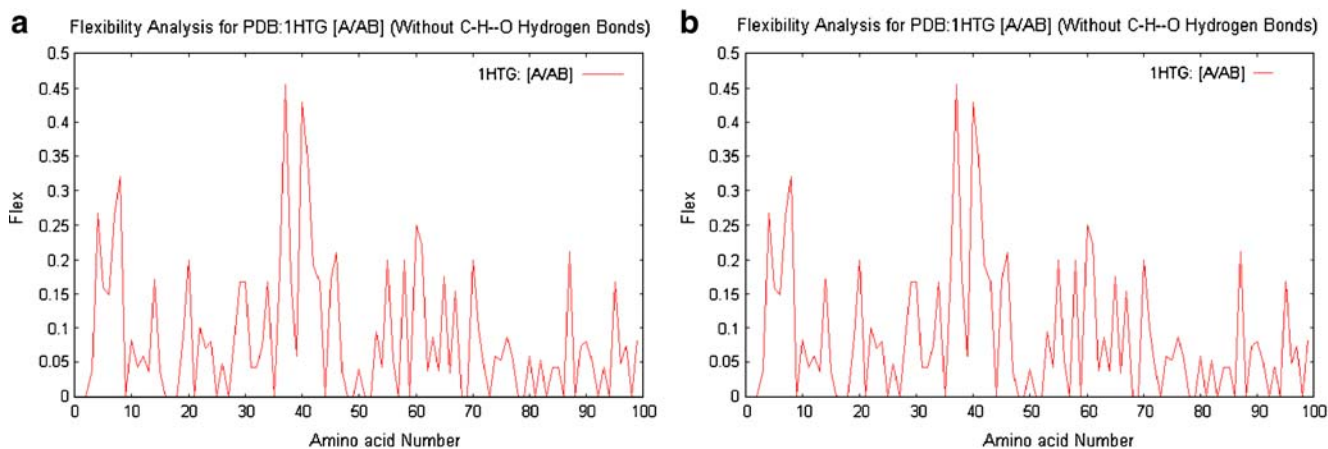 a
Flexibility Analysis for PDB:1HTG [A/AB] (Without C-H--O Hydrogen Bonds)
1HTG: [A/AB]
0.5
0.45
0.4
0.35
0.3
0.25
0.2
0.15
0.1
0.05
0
Flex
0 10 20 30 40 50 60 70 80 90 100
Amino acid Number
b
Flexibility Analysis for PDB:1HTG [A/AB] (Without C-H--O Hydrogen Bonds)
1HTG: [A/AB]
0.5
0.45
0.4
0.35
0.3
0.25
0.2
0.15
0.1
0.05
0
Flex
0 10 20 30 40 50 60 70 80 90 100
Amino acid Number